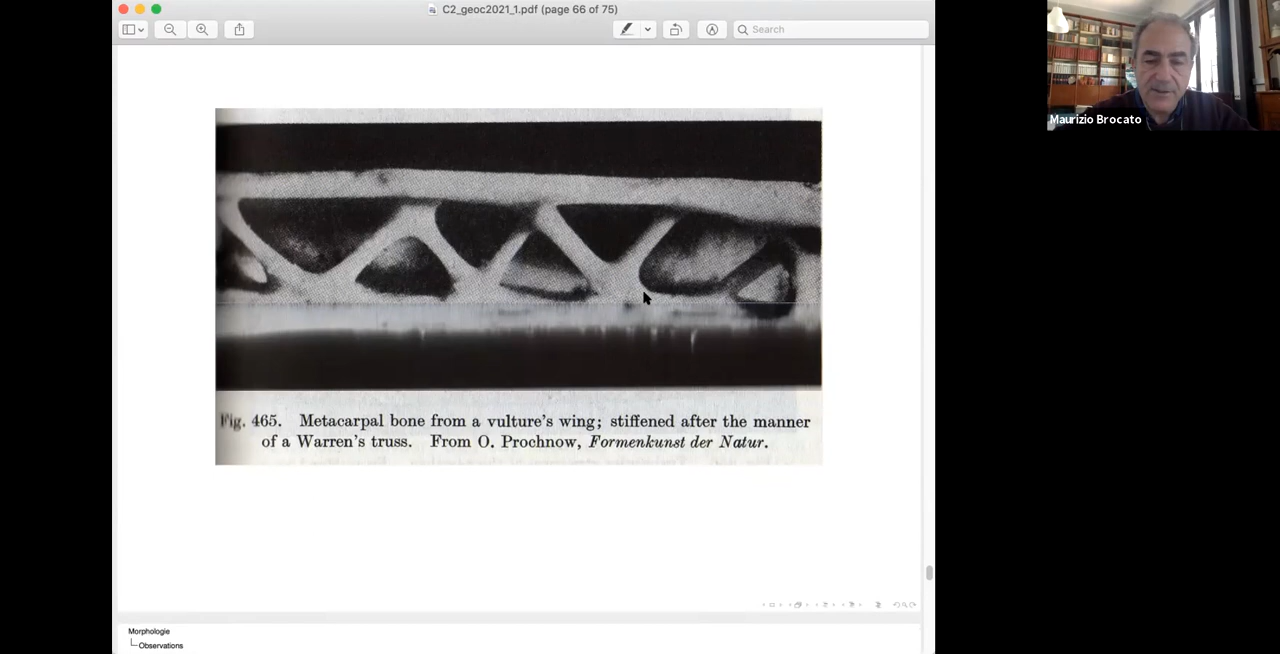 C2_geoc2021_1.pdf (page 66 of 75)
Search
Maurizio Brocato
Fig. 465. Metacarpal bone from a vulture's wing; stiffened after the manner
of a Warren's truss. From O. Prochnow, Formenkunst der Natur.
Morphologie
Observations